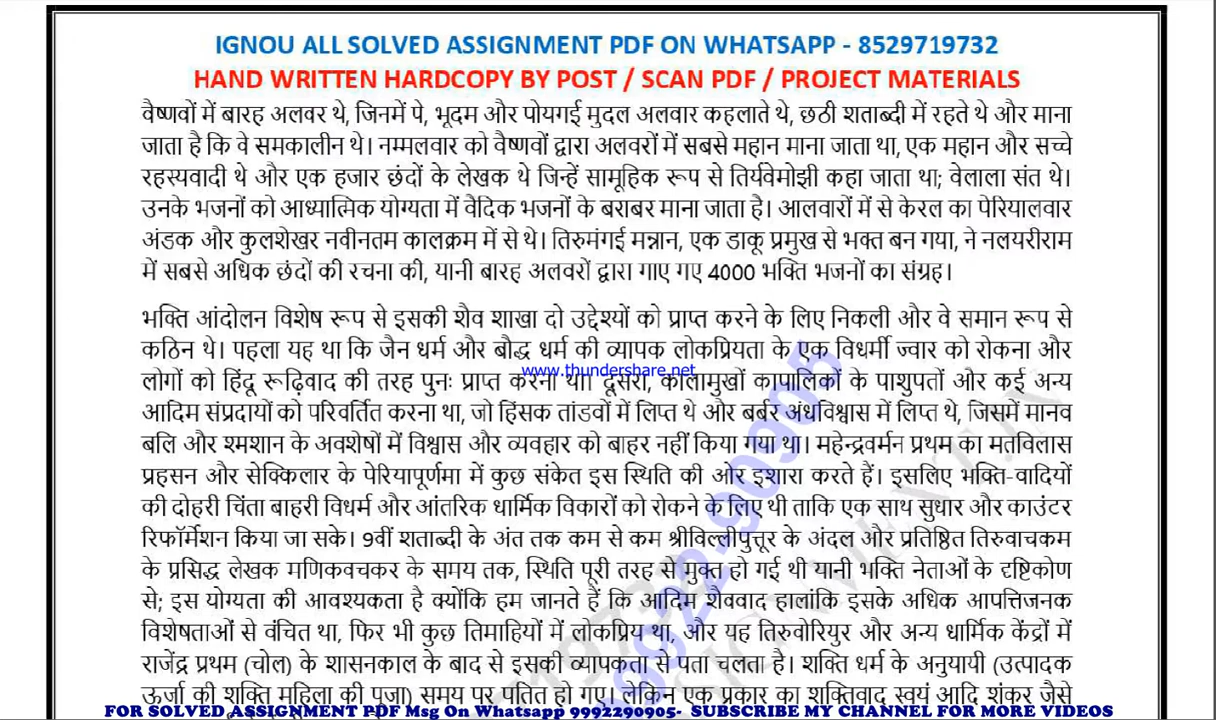 IGNOU ALL SOLVED ASSIGNMENT PDF ON WHATSAPP - 8529719732
HAND WRITTEN HARDCOPY BY POST / SCAN PDF / PROJECT MATERIALS
वैष्णवों में बारह अलवर थे, जिनमें पे, भूदम और पोयगई मुदल अलवार कहलाते थे, छठी शताब्दी में रहते थे और माना
जाता है कि वे समकालीन थे। नम्मलवार को वैष्णवों द्वारा अलवरों में सबसे महान माना जाता था, एक महान और सच्चे
रहस्यवादी थे और एक हजार छंदों के लेखक थे जिन्हें सामूहिक रूप से तिर्यवेमोझी कहा जाता था; वेलाला संत थे।
उनके भजनों को आध्यात्मिक योग्यता में वैदिक भजनों के बराबर माना जाता है। आलवारों में से केरल का पेरियालवार
अंडक और कुलशेखर नवीनतम कालक्रम में से थे। तिरुमंगई मन्नान, एक डाकू प्रमुख से भक्त बन गया, ने नलयरीराम
में सबसे अधिक छंदों की रचना की, यानी बारह अलवरों द्वारा गाए गए 4000 भक्ति भजनों का संग्रह।
भक्ति आंदोलन विशेष रूप से इसकी शैव शाखा दो उद्देश्यों को प्राप्त करने के लिए निकली और वे समान रूप से
कठिन थे। पहला यह था कि जैन धर्म और बौद्ध धर्म की व्यापक लोकप्रियता के एक विधर्मी ज्वार को रोकना और
www.thundershare.net
लोगों को हिंदू रूढ़िवाद की तरह पुनः प्राप्त करना था। दूसरा, कालामुखों कापालिकों के पाशुपतों और कई अन्य
आदिम संप्रदायों को परिवर्तित करना था, जो हिंसक तांडवों में लिप्त थे और बर्बर अंधविश्वास में लिप्त थे, जिसमें मानव
बलि और श्मशान के अवशेषों में विश्वास और व्यवहार को बाहर नहीं किया गया था। महेन्द्रवर्मन प्रथम का मतविलास
प्रहसन और सेक्किलार के पेरियापूर्णमा में कुछ संकेत इस स्थिति की ओर इशारा करते हैं। इसलिए भक्ति-वादियों
की दोहरी चिंता बाहरी विधर्म और आंतरिक धार्मिक विकारों को रोकने के लिए थी ताकि एक साथ सुधार और काउंटर
रिफॉर्मेशन किया जा सके। 9वीं शताब्दी के अंत तक कम से कम श्रीविल्लीपुत्तूर के अंदल और प्रतिष्ठित तिरुवाचकम
के प्रसिद्ध लेखक मणिकवचकर के समय तक, स्थिति पूरी तरह से मुक्त हो गई थी यानी भक्ति नेताओं के दृष्टिकोण
से; इस योग्यता की आवश्यकता है क्योंकि हम जानते हैं कि आदिम शैववाद हालांकि इसके अधिक आपत्तिजनक
विशेषताओं से वंचित था, फिर भी कुछ तिमाहियों में लोकप्रिय था, और यह तिरुवोरियुर और अन्य धार्मिक केंद्रों में
राजेंद्र प्रथम (चोल) के शासनकाल के बाद से इसकी व्यापकता से पता चलता है। शक्ति धर्म के अनुयायी (उत्पादक
ऊर्जा की शक्ति महिला की पूजा) समय पर पतित हो गए। लेकिन एक प्रकार का शक्तिवाद स्वयं आदि शंकर जैसे
FOR SOLVED ASSIGNMENT PDF Msg On Whatsapp 9992290905- SUBSCRIBE MY CHANNEL FOR MORE VIDEOS